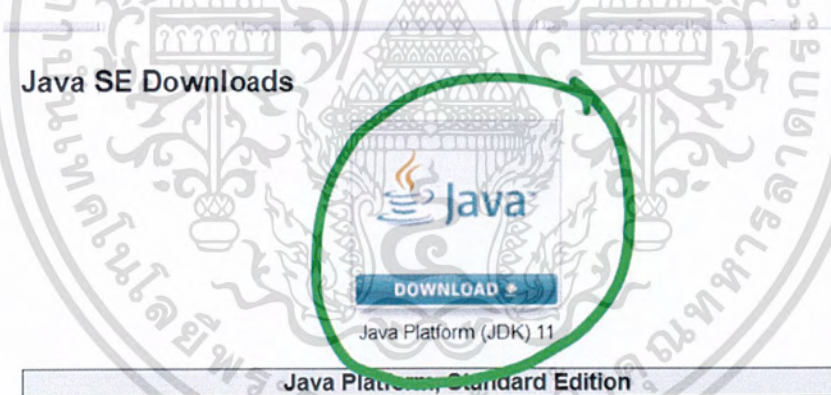 Java SE Downloads
Java
DOWNLOAD
Java Platform (JDK) 11
Java Platform, Standard Edition